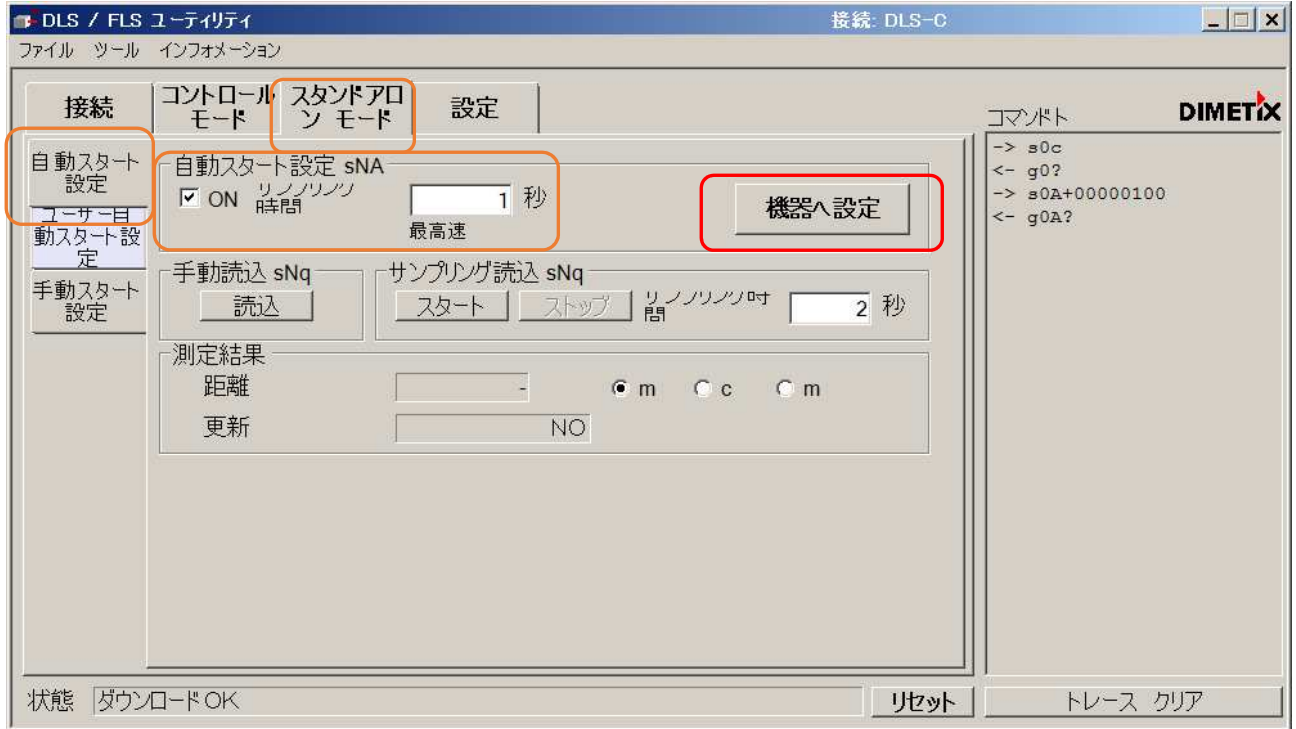 DLS / FLS ユーティリティ 接続: DLS-C
ファイル ツール インフォメーション
接続
コントロール
モード
スタンドアロ
ン モード
設定
コマンドト
DIMETIX
自動スタート
設定
動スタート設
定
手動スタート
設定
自動スタート設定 sNA
ON
時間
1 秒
最高速
機器へ設定
手動読込 sNq
読込
サンプリング読込 sNq
スタート
ストップ
間
2 秒
測定結果
距離 - m c m
更新 NO
-> s0c
<- g0?
-> s0A+00000100
<- g0A?
状態 ダウンロードOK
リセット
トレース クリア